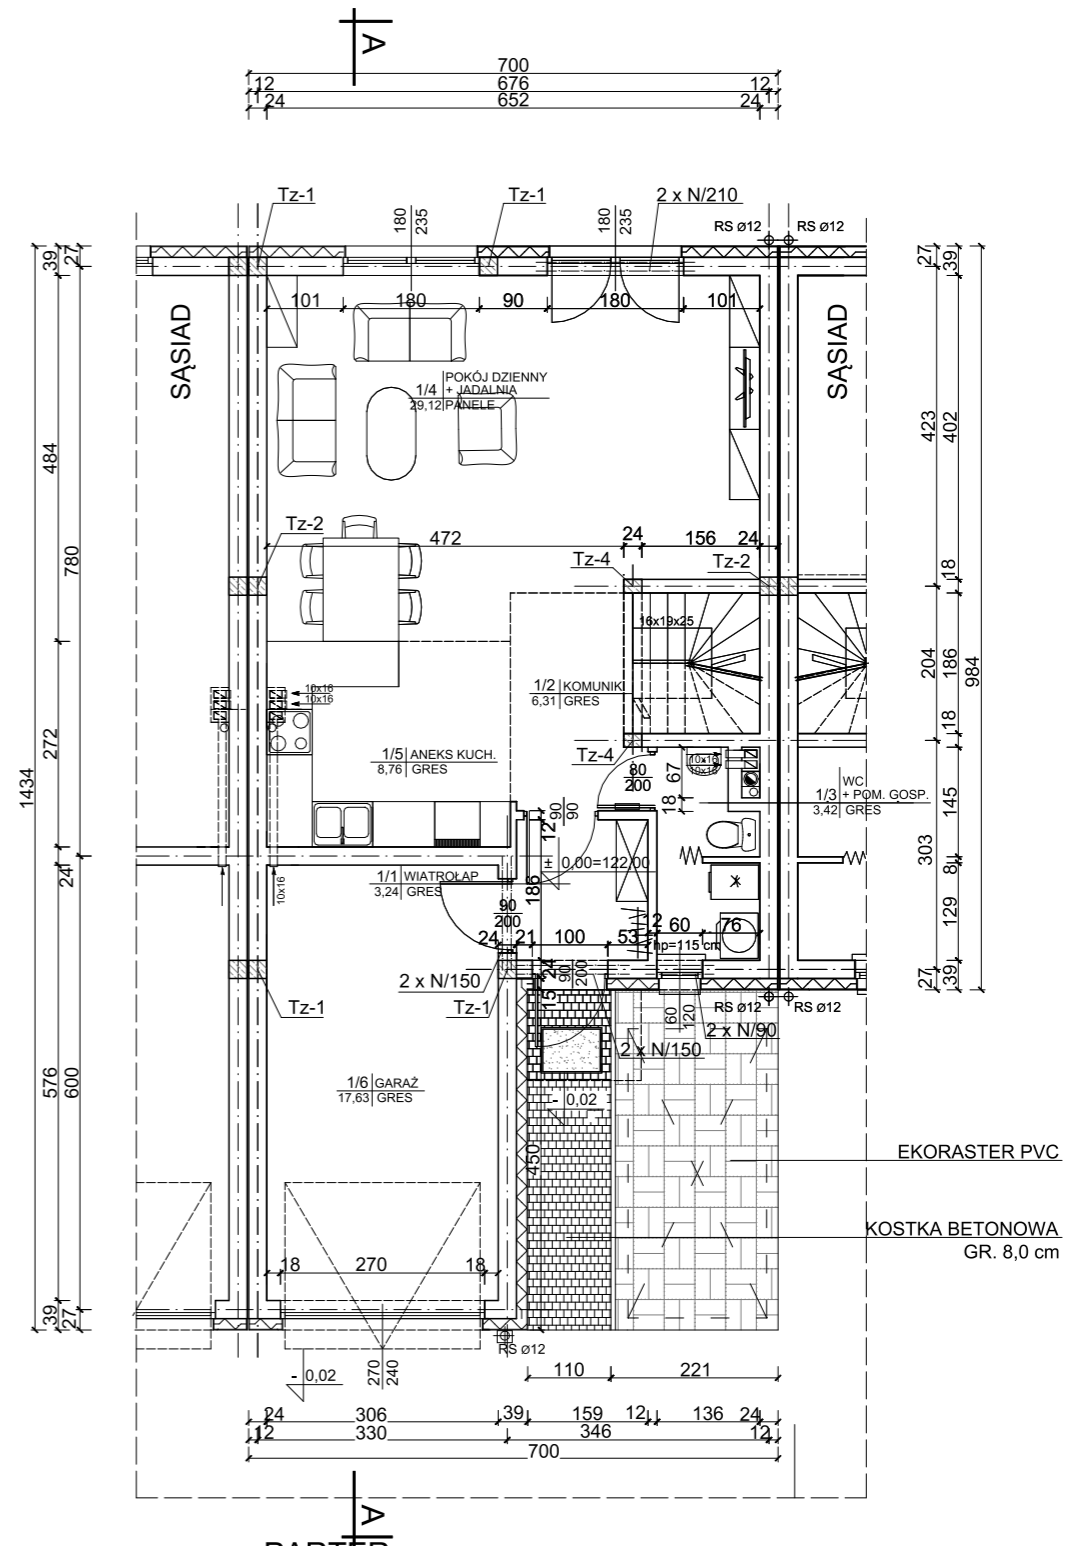 A
700
12 676 12
24 652 24
Tz-1
Tz-1
2 x N/210
180
235
180
235
RS ø12
RS ø12
39
27
27
39
101 180 90 180 101
SĄSIAD
SĄSIAD
POKÓJ DZIENNY
1/4 + JADALNIA
29,12 PANELE
484
780
423
402
Tz-2
472
24
156 24
Tz-4
Tz-2
18
16x19x25
1/2 KOMUNIK
6,31 GRES
204
186
984
10x16
10x16
18
272
1434
Tz-4
1/5 ANEKS KUCH.
8,76 GRES
80
200
67
18
10x16
10x16
WC
1/3 + POM. GOSP.
3,42 GRES
145
303
90
90
12
± 0,00=122,00
24
1/1 WIATROŁAP
3,24 GRES
10x16
186
8
129
90
200
24 21 100 53 2 60 76
hp=115 cm
2 x N/150
Tz-1
Tz-1
24
15
90
200
27
39
RS ø12
RS ø12
60
120
2 x N/90
2 x N/150
576
600
1/6 GARAŻ
17,63 GRES
- 0,02
450
EKORASTER PVC
KOSTKA BETONOWA
GR. 8,0 cm
18 270 18
39
27
RS ø12
- 0,02
270
240
110 221
24 306 39 159 12 136 24
12 330 346 12
700
A
PARTER